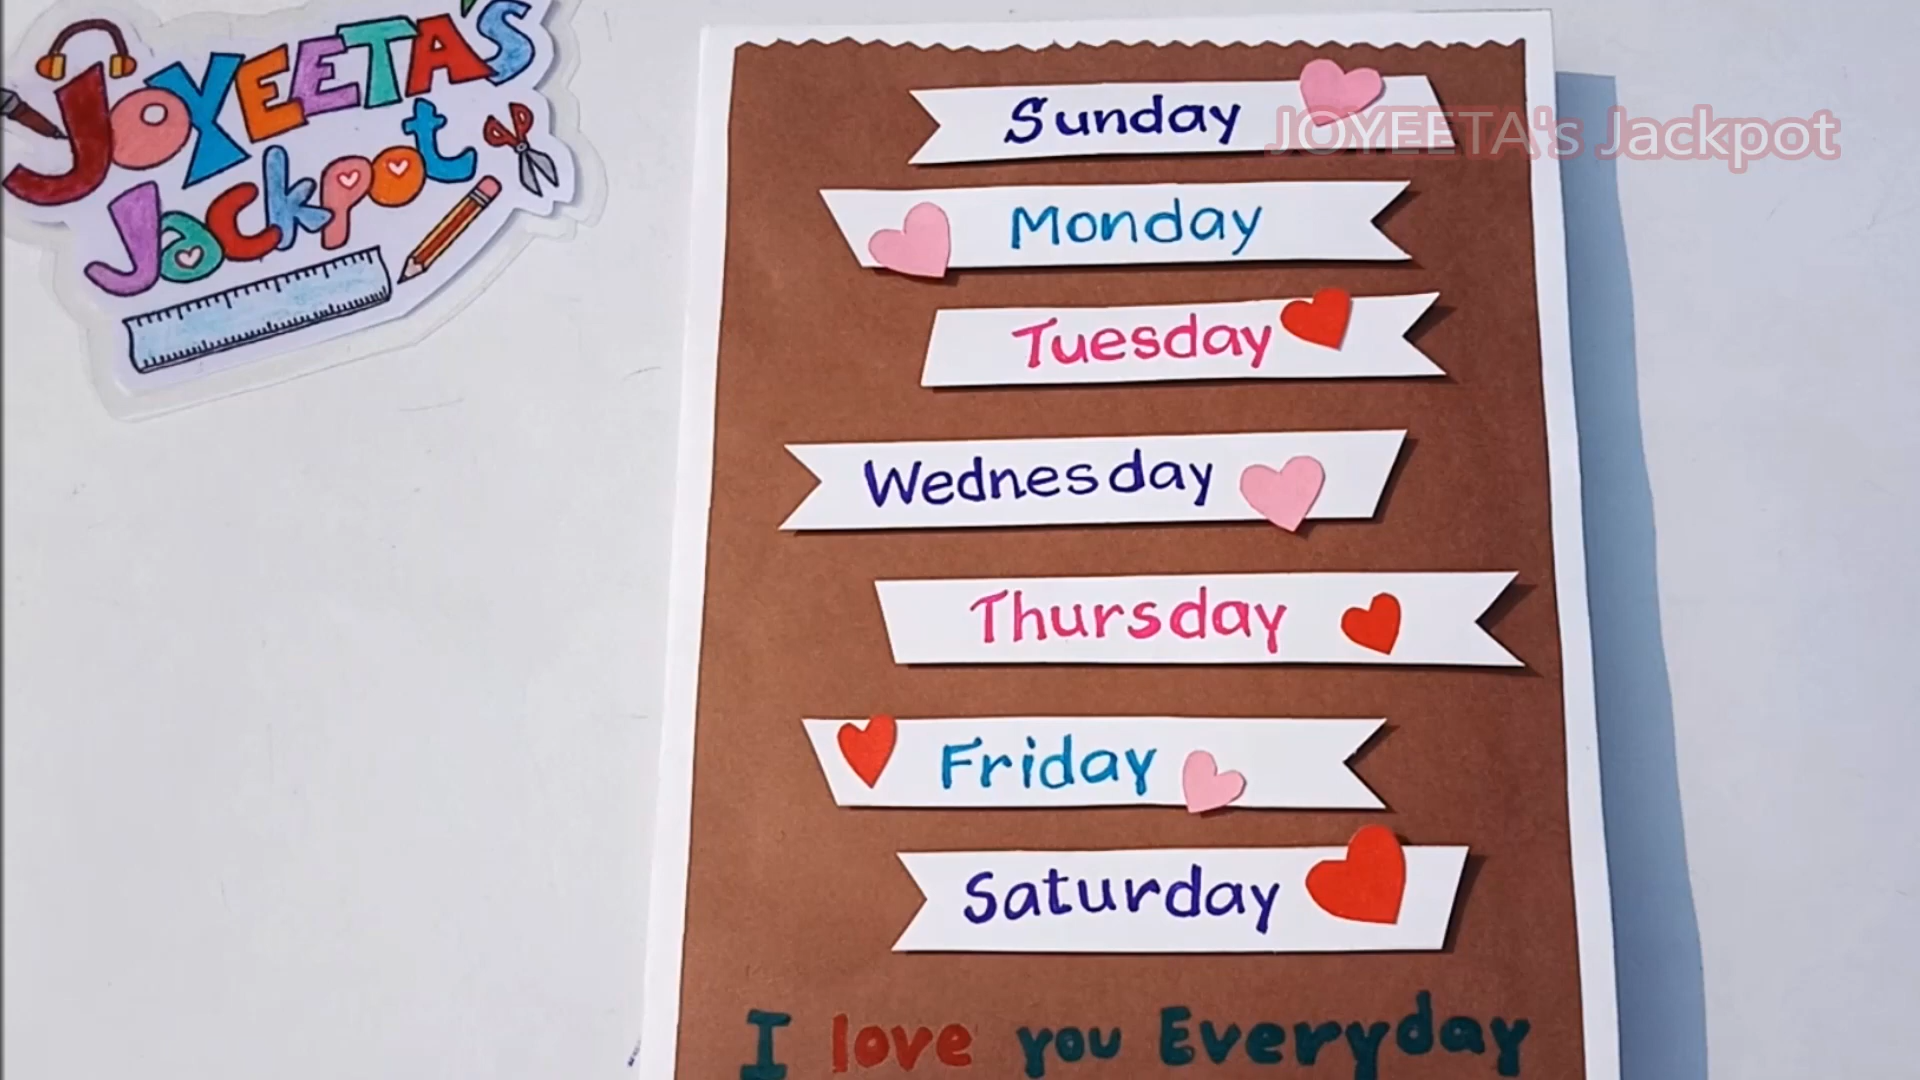 JOYEETA'S
Jackpot
Sunday
JOYEETA's Jackpot
Monday
Tuesday
Wednesday
Thursday
Friday
Saturday
I love you Everyday